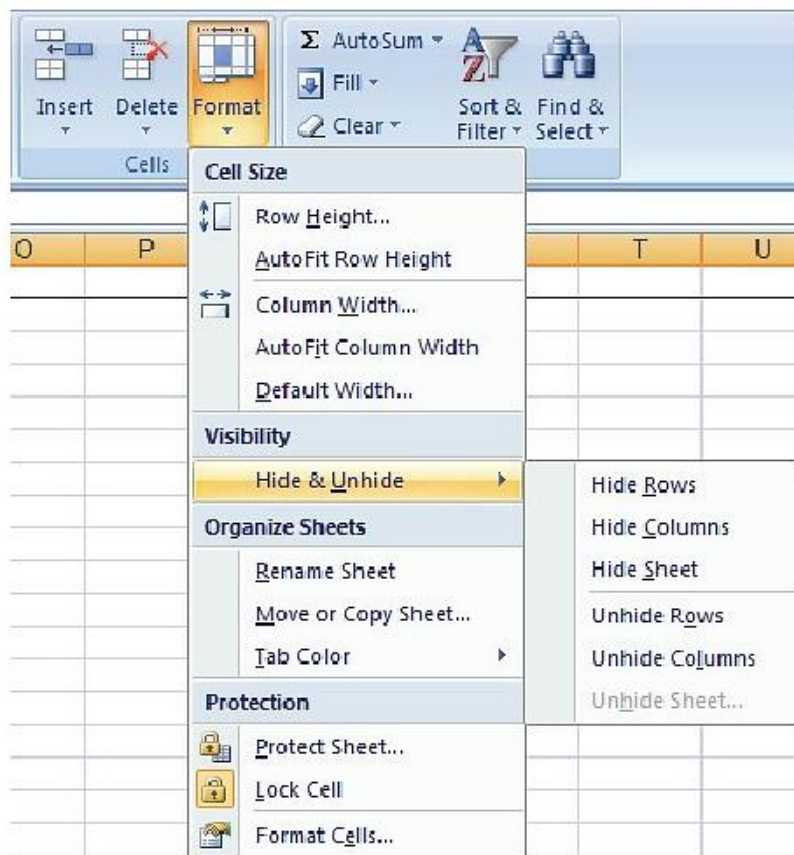 Insert
Delete
Format
Cells
Σ AutoSum
Fill
Clear
Sort & Filter
Find & Select
O P T U
Cell Size
Row Height...
AutoFit Row Height
Column Width...
AutoFit Column Width
Default Width...
Visibility
Hide & Unhide
Hide Rows
Hide Columns
Hide Sheet
Unhide Rows
Unhide Columns
Unhide Sheet...
Organize Sheets
Rename Sheet
Move or Copy Sheet...
Tab Color
Protection
Protect Sheet...
Lock Cell
Format Cells...